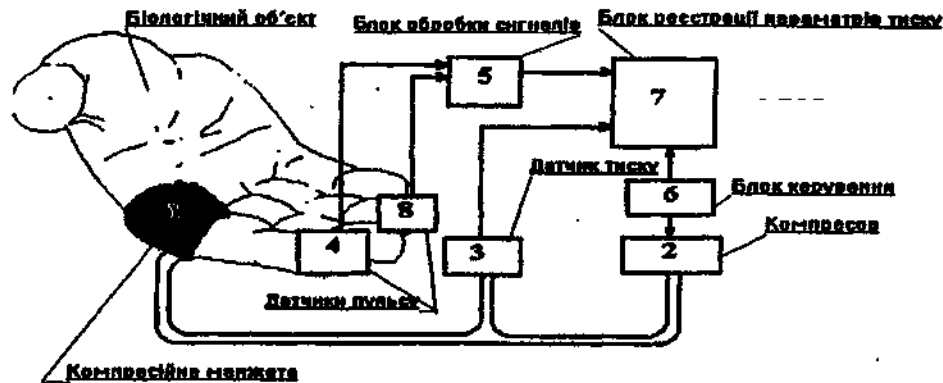 Біологічний об'єкт
Блок обробки сигналів
Блок реєстрації параметрів тиску
5
7
Датчик тиску
8
6
Блок керування
4
3
2
Компресор
Датчики пульсу
Компресійна манжета